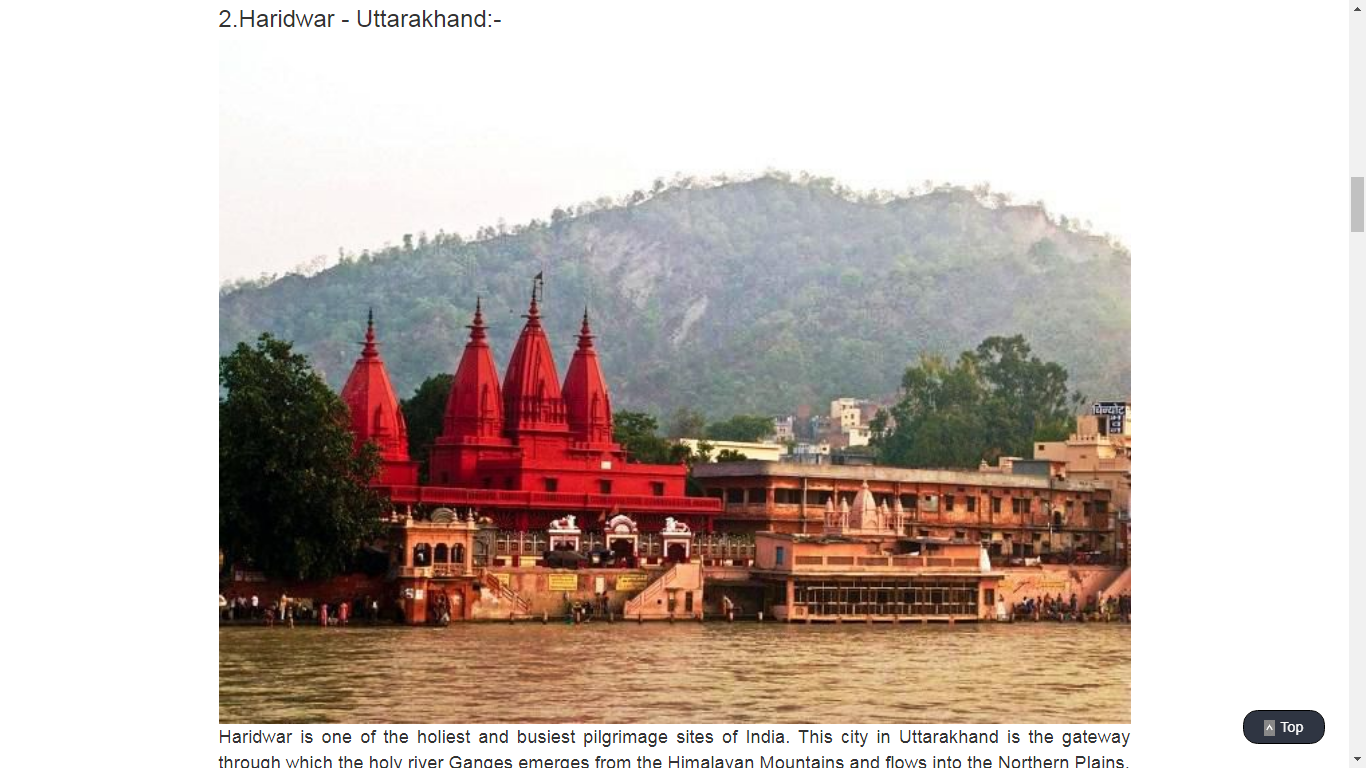 2.Haridwar - Uttarakhand:-
Haridwar is one of the holiest and busiest pilgrimage sites of India. This city in Uttarakhand is the gateway
through which the holy river Ganges emerges from the Himalayan Mountains and flows into the Northern Plains.
Top